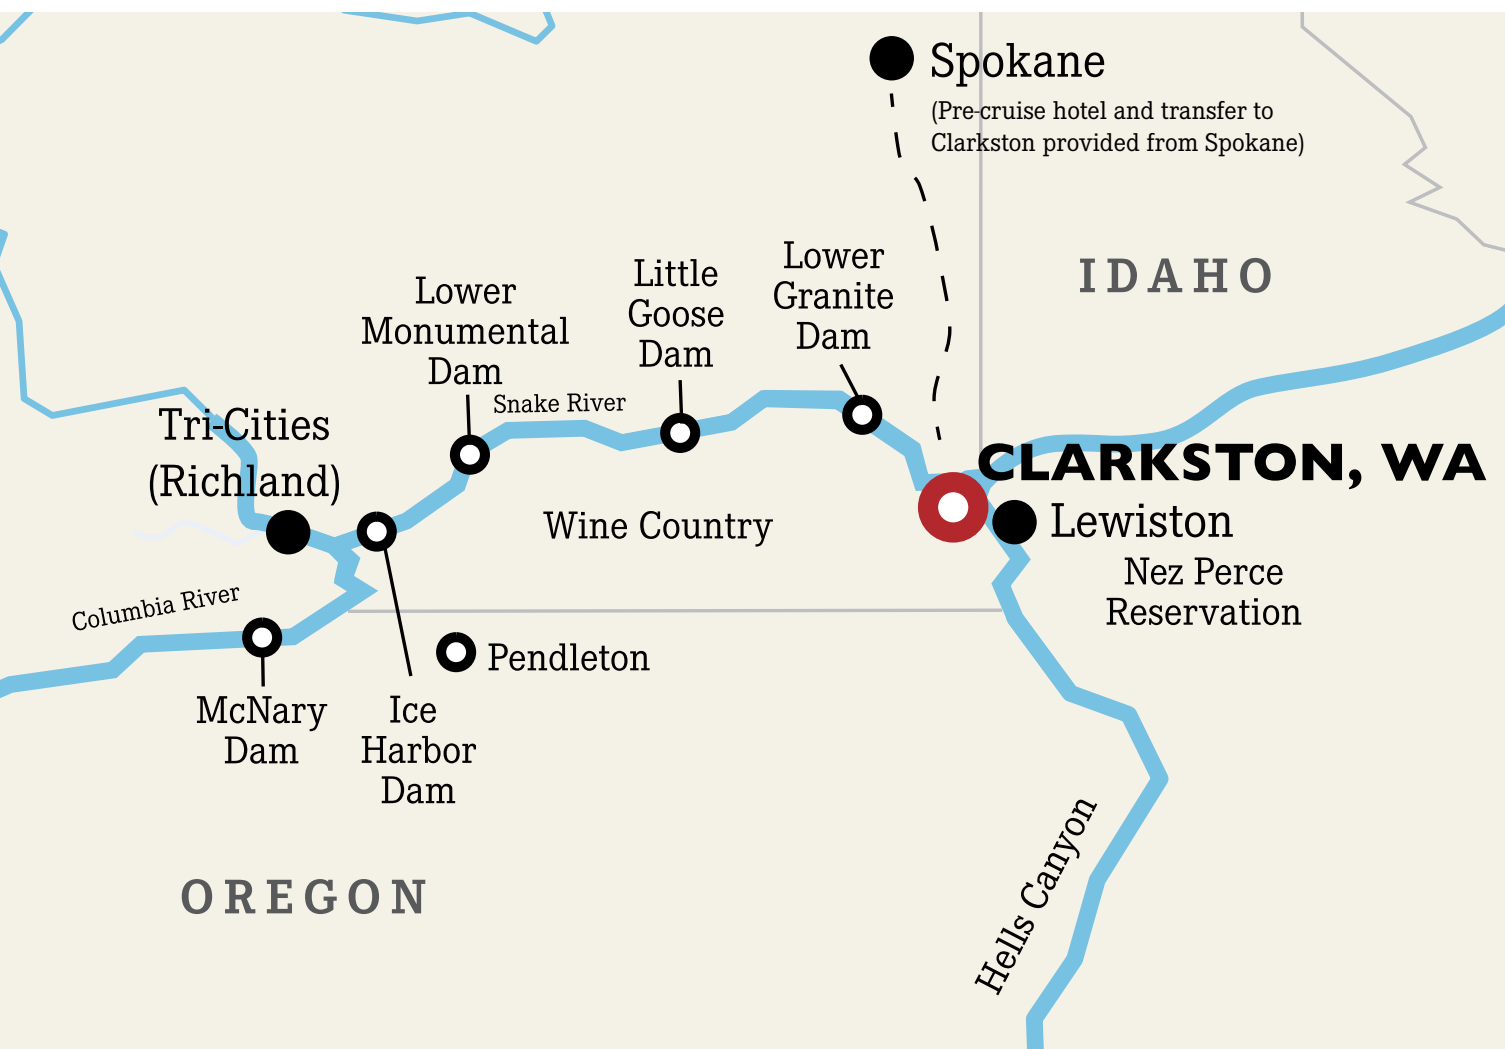 Spokane
(Pre-cruise hotel and transfer to
Clarkston provided from Spokane)
IDAHO
Lower
Granite
Dam
Little
Goose
Dam
Lower
Monumental
Dam
Snake River
Tri-Cities
(Richland)
CLARKSTON, WA
Lewiston
Wine Country
Nez Perce
Reservation
Columbia River
Pendleton
McNary
Dam
Ice
Harbor
Dam
Hells Canyon
OREGON